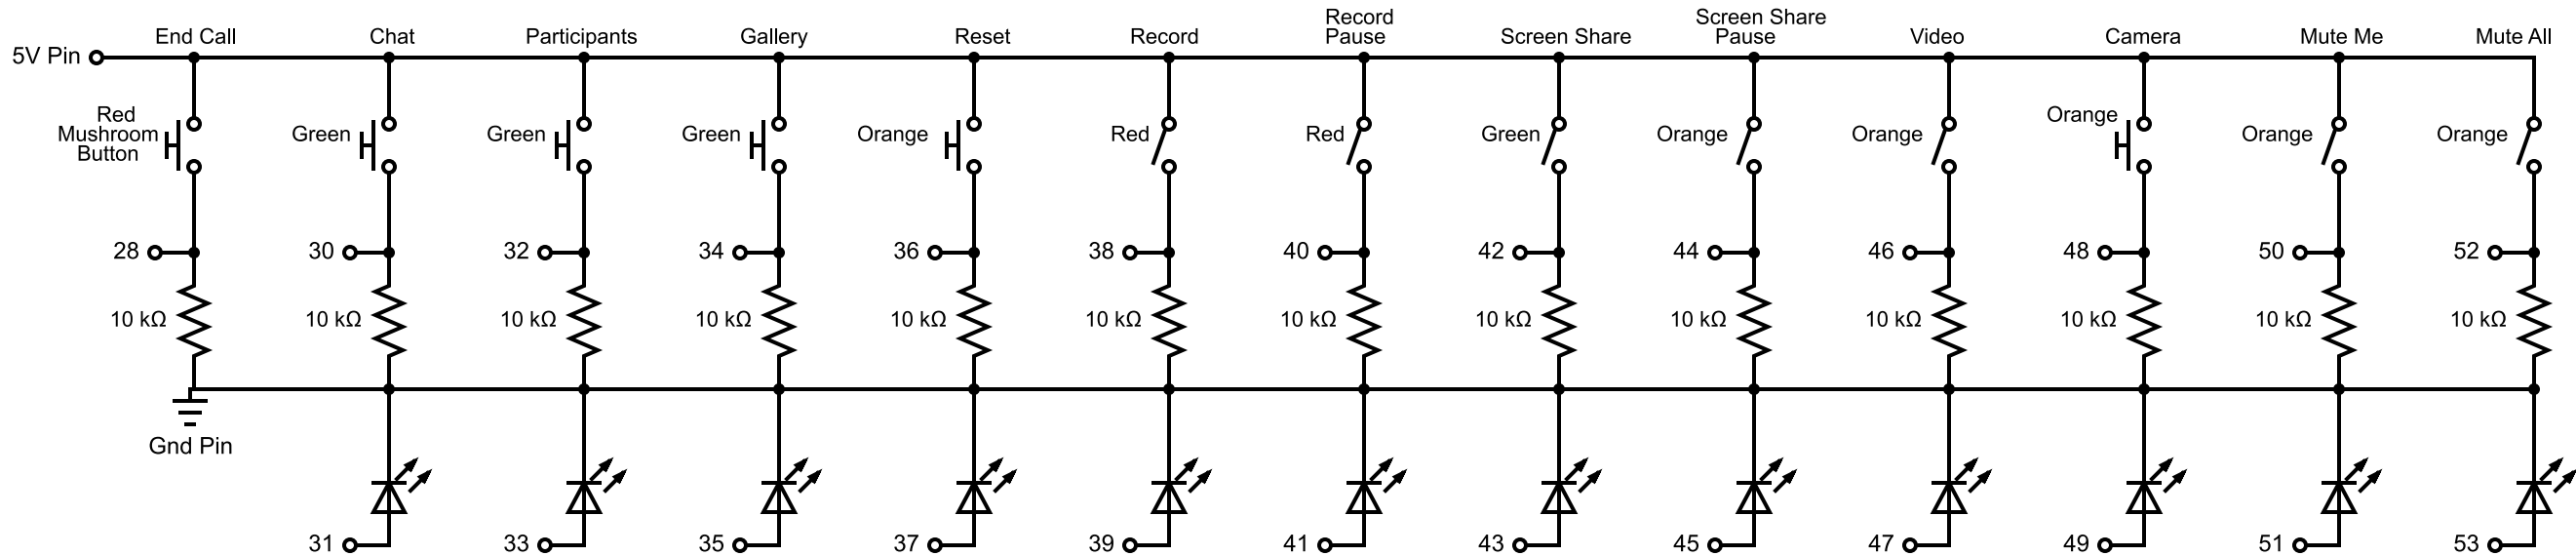 End Call
Chat
Participants
Gallery
Reset
Record
Record
Pause
Screen Share
Screen Share
Pause
Video
Camera
Mute Me
Mute All
5V Pin
Red
Mushroom
Button
Green
Green
Green
Orange
Red
Red
Green
Orange
Orange
Orange
Orange
Orange
28
30
32
34
36
38
40
42
44
46
48
50
52
10 kΩ
10 kΩ
10 kΩ
10 kΩ
10 kΩ
10 kΩ
10 kΩ
10 kΩ
10 kΩ
10 kΩ
10 kΩ
10 kΩ
10 kΩ
Gnd Pin
31
33
35
37
39
41
43
45
47
49
51
53